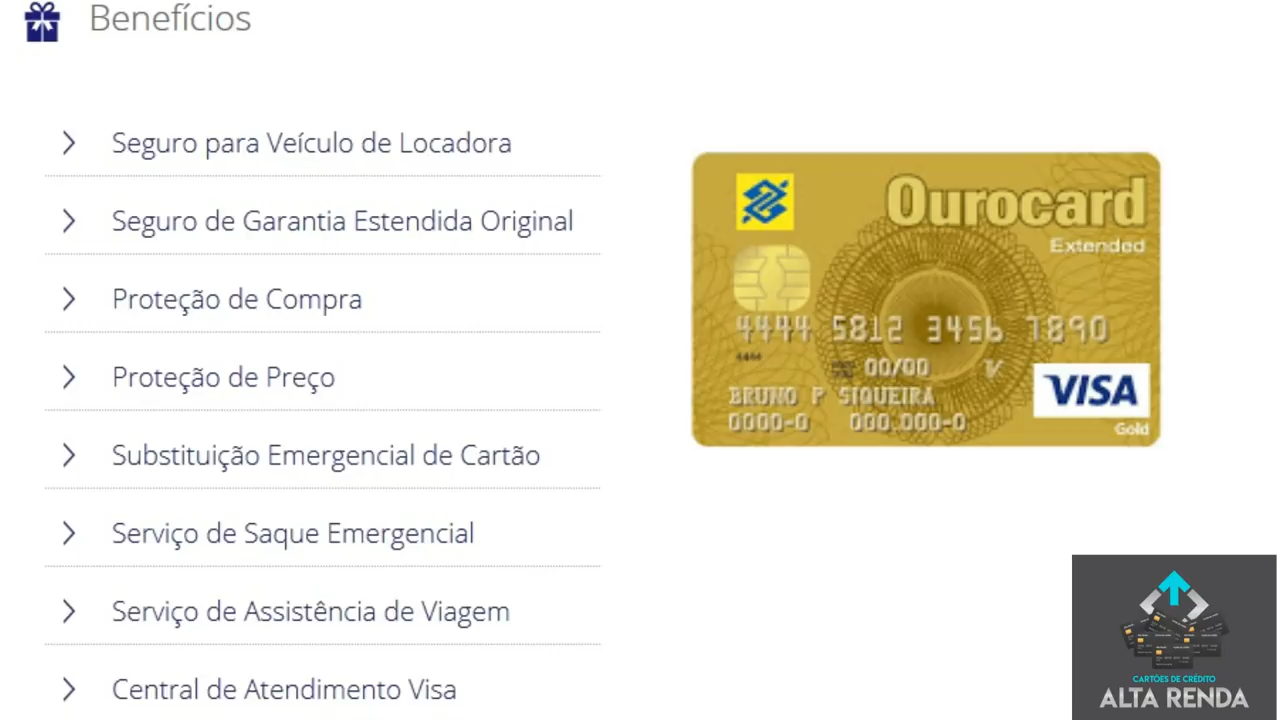 Benefícios
Seguro para Veículo de Locadora
Seguro de Garantia Estendida Original
Proteção de Compra
Proteção de Preço
Substituição Emergencial de Cartão
Serviço de Saque Emergencial
Serviço de Assistência de Viagem
Central de Atendimento Visa
Ourocard
Extended
4444 5812 3456 7890
4444
00/00 V
BRUNO P SIQUEIRA
0000-0 000.000-0
VISA
Gold
CARTÕES DE CRÉDITO
ALTA RENDA